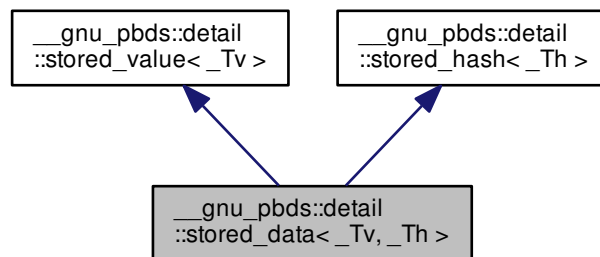 __gnu_pbds::detail
::stored_value< _Tv >
__gnu_pbds::detail
::stored_hash< _Th >
__gnu_pbds::detail
::stored_data< _Tv, _Th >